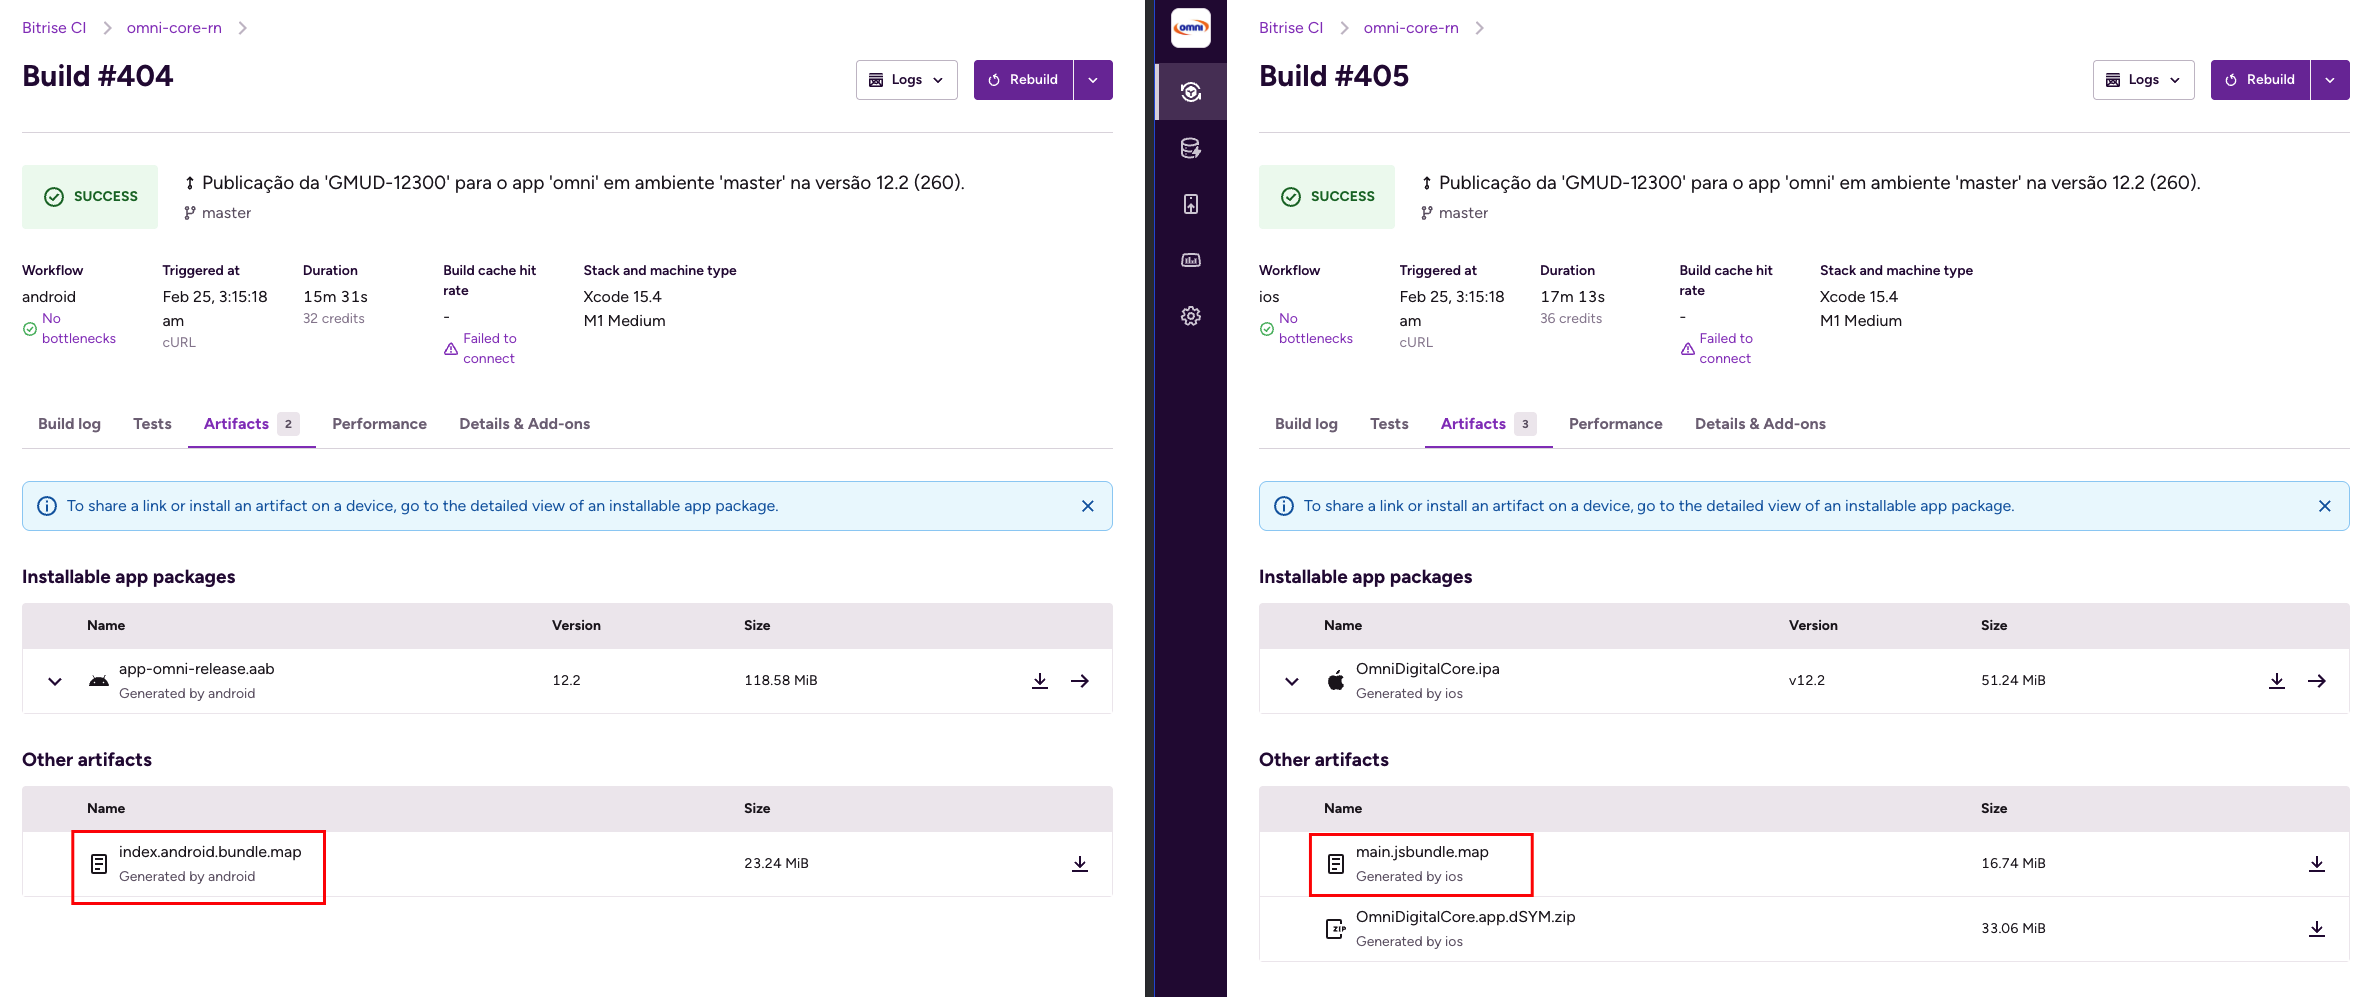 Bitrise CI
omni-core-rn
Build #404
Logs
Rebuild
SUCCESS
Publicação da 'GMUD-12300' para o app 'omni' em ambiente 'master' na versão 12.2 (260).
master
Workflow
android
No
bottlenecks
Triggered at
Feb 25, 3:15:18
am
cURL
Duration
15m 31s
32 credits
Build cache hit
rate
-
Failed to
connect
Stack and machine type
Xcode 15.4
M1 Medium
Build log
Tests
Artifacts 2
Performance
Details & Add-ons
To share a link or install an artifact on a device, go to the detailed view of an installable app package.
Installable app packages
Name Version Size
app-omni-release.aab
Generated by android
12.2
118.58 MiB
Other artifacts
Name Size
index.android.bundle.map
Generated by android
23.24 MiB
omni
Bitrise CI
omni-core-rn
Build #405
Logs
Rebuild
SUCCESS
Publicação da 'GMUD-12300' para o app 'omni' em ambiente 'master' na versão 12.2 (260).
master
Workflow
ios
No
bottlenecks
Triggered at
Feb 25, 3:15:18
am
cURL
Duration
17m 13s
36 credits
Build cache hit
rate
-
Failed to
connect
Stack and machine type
Xcode 15.4
M1 Medium
Build log
Tests
Artifacts 3
Performance
Details & Add-ons
To share a link or install an artifact on a device, go to the detailed view of an installable app package.
Installable app packages
Name Version Size
OmniDigitalCore.ipa
Generated by ios
v12.2
51.24 MiB
Other artifacts
Name Size
main.jsbundle.map
Generated by ios
16.74 MiB
ZIP
OmniDigitalCore.app.dSYM.zip
Generated by ios
33.06 MiB